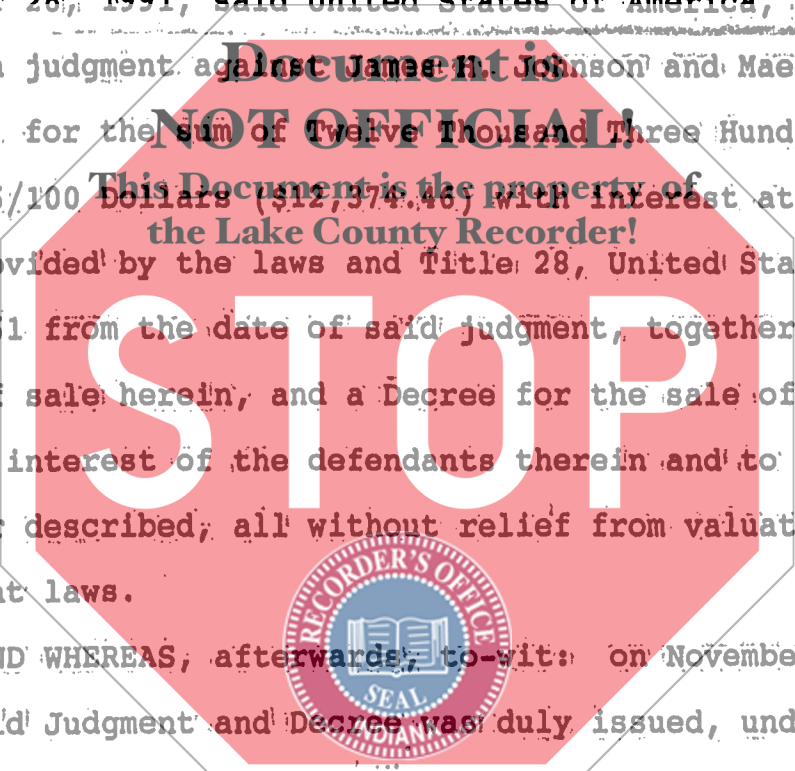 26, 1991, said United States of America,
judgment against James H. Johnson and Mae
for the sum of Twelve Thousand Three Hund
/100 Dollars ($12,374.46) with interest at
vided by the laws and Title 28, United Sta
1 from the date of said judgment, together
sale herein, and a Decree for the sale of
interest of the defendants therein and to
described, all without relief from valuat
t laws.
ND WHEREAS, afterwards, to-wit: on Novembe
d Judgment and Decree was duly issued, und
Document is
NOT OFFICIAL!
This Document is the property of
the Lake County Recorder!
STOP
RECORDER'S OFFICE
SEAL
INDIANA